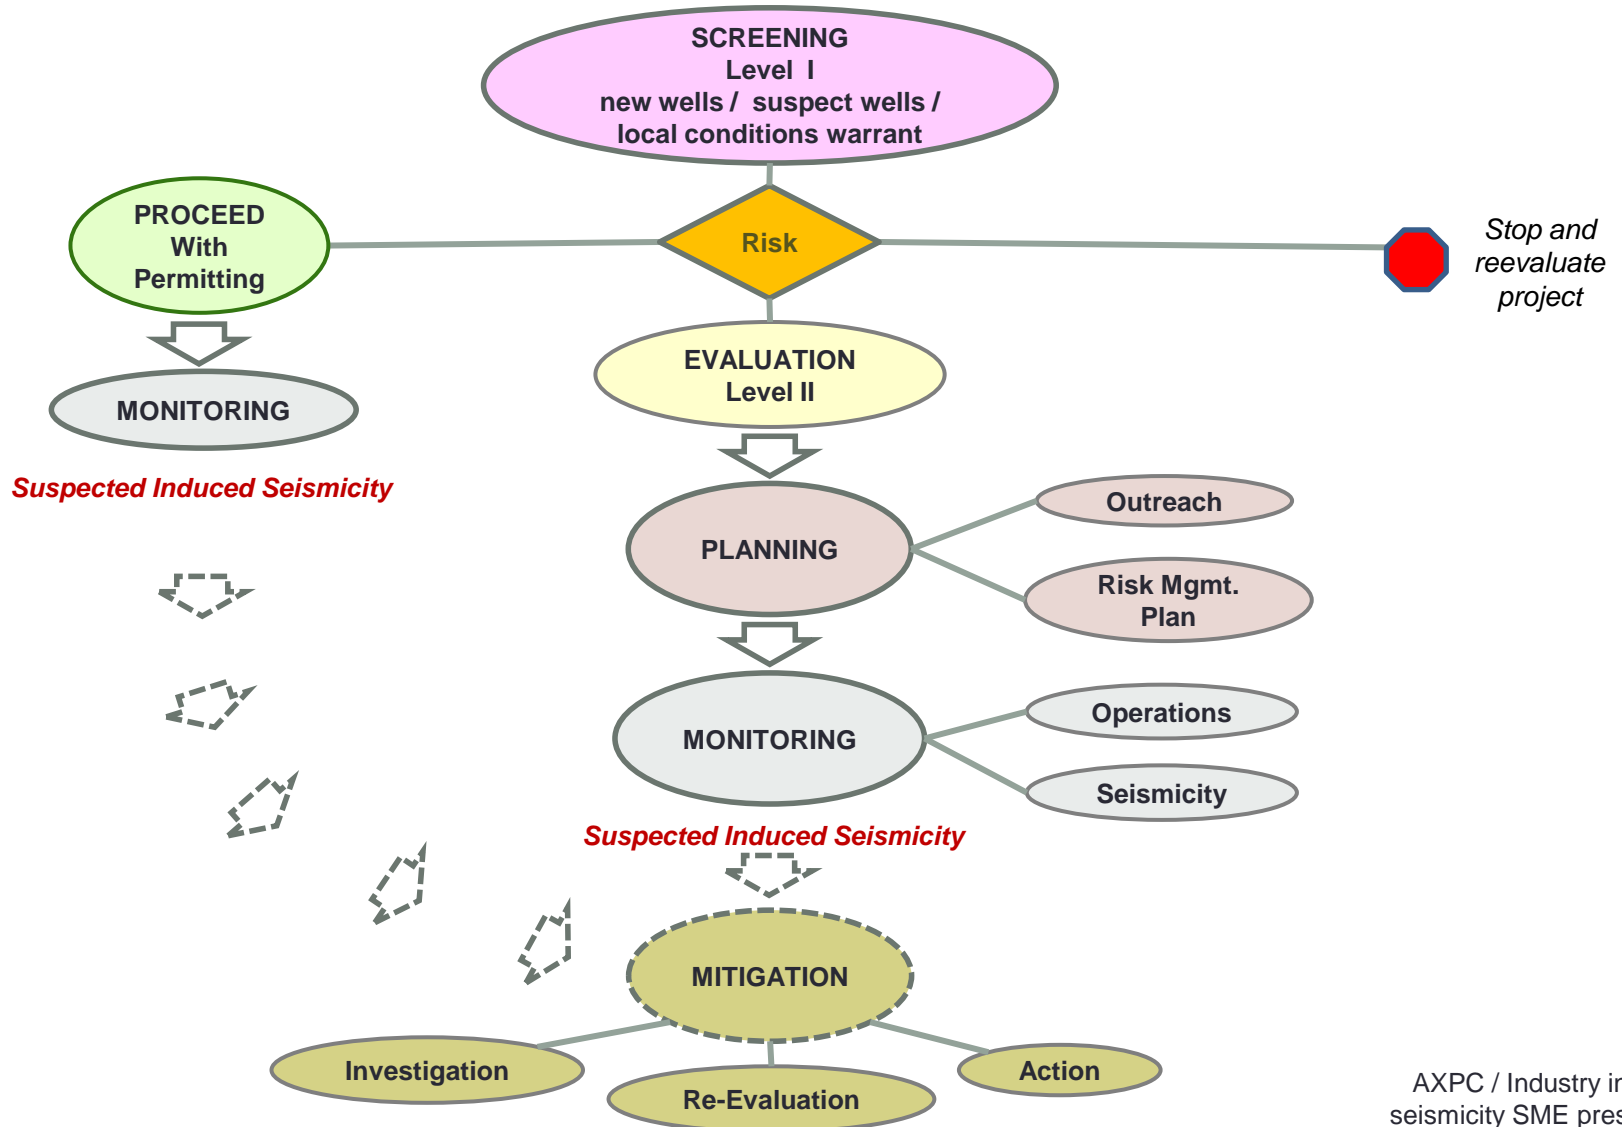 SCREENING
Level I
new wells / suspect wells /
local conditions warrant
PROCEED
With
Permitting
Risk
Stop and
reevaluate
project
EVALUATION
Level II
MONITORING
Suspected Induced Seismicity
PLANNING
Outreach
Risk Mgmt.
Plan
MONITORING
Operations
Seismicity
Suspected Induced Seismicity
MITIGATION
Investigation
Re-Evaluation
Action
AXPC / Industry
seismicity SME